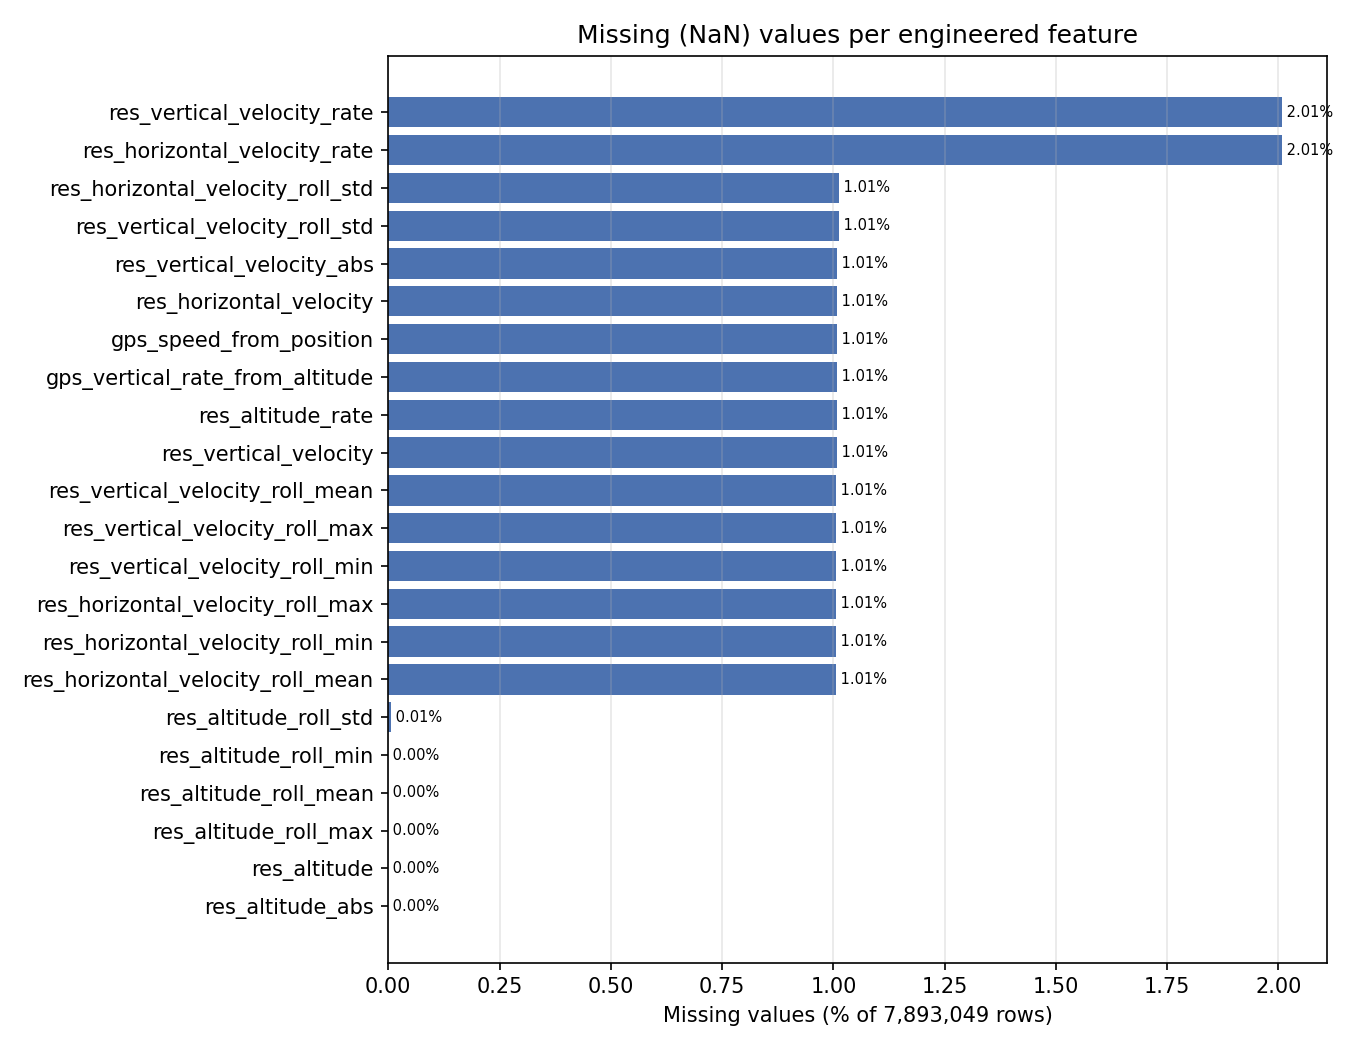 Missing (NaN) values per engineered feature
res_vertical_velocity_rate 2.01%
res_horizontal_velocity_rate 2.01%
res_horizontal_velocity_roll_std 1.01%
res_vertical_velocity_roll_std 1.01%
res_vertical_velocity_abs 1.01%
res_horizontal_velocity 1.01%
gps_speed_from_position 1.01%
gps_vertical_rate_from_altitude 1.01%
res_altitude_rate 1.01%
res_vertical_velocity 1.01%
res_vertical_velocity_roll_mean 1.01%
res_vertical_velocity_roll_max 1.01%
res_vertical_velocity_roll_min 1.01%
res_horizontal_velocity_roll_max 1.01%
res_horizontal_velocity_roll_min 1.01%
res_horizontal_velocity_roll_mean 1.01%
res_altitude_roll_std 0.01%
res_altitude_roll_min 0.00%
res_altitude_roll_mean 0.00%
res_altitude_roll_max 0.00%
res_altitude 0.00%
res_altitude_abs 0.00%
0.00 0.25 0.50 0.75 1.00 1.25 1.50 1.75 2.00
Missing values (% of 7,893,049 rows)